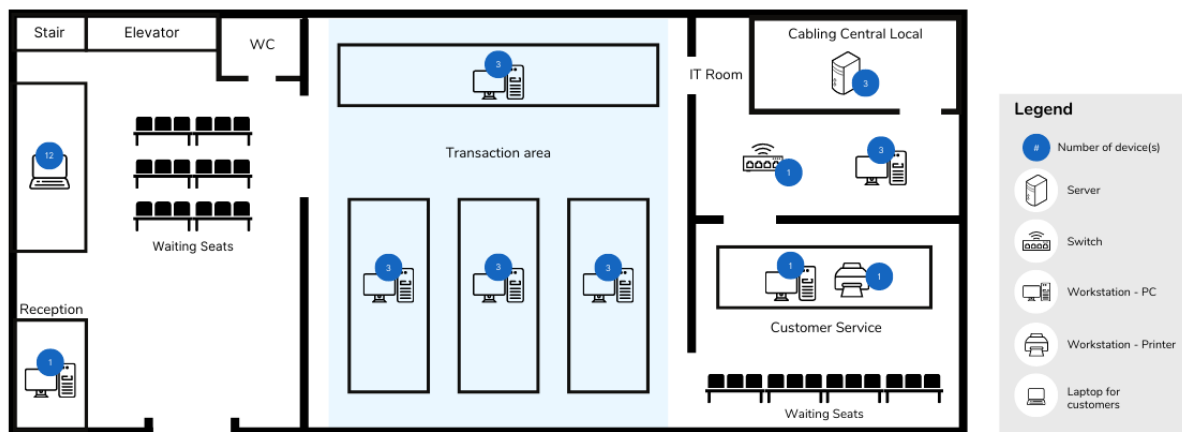 Stair
Elevator
WC
3
Cabling Central Local
3
IT Room
12
Transaction area
1
3
Waiting Seats
3
3
3
1
1
Reception
1
Customer Service
Waiting Seats
Legend
# Number of device(s)
Server
Switch
Workstation - PC
Workstation - Printer
Laptop for
customers